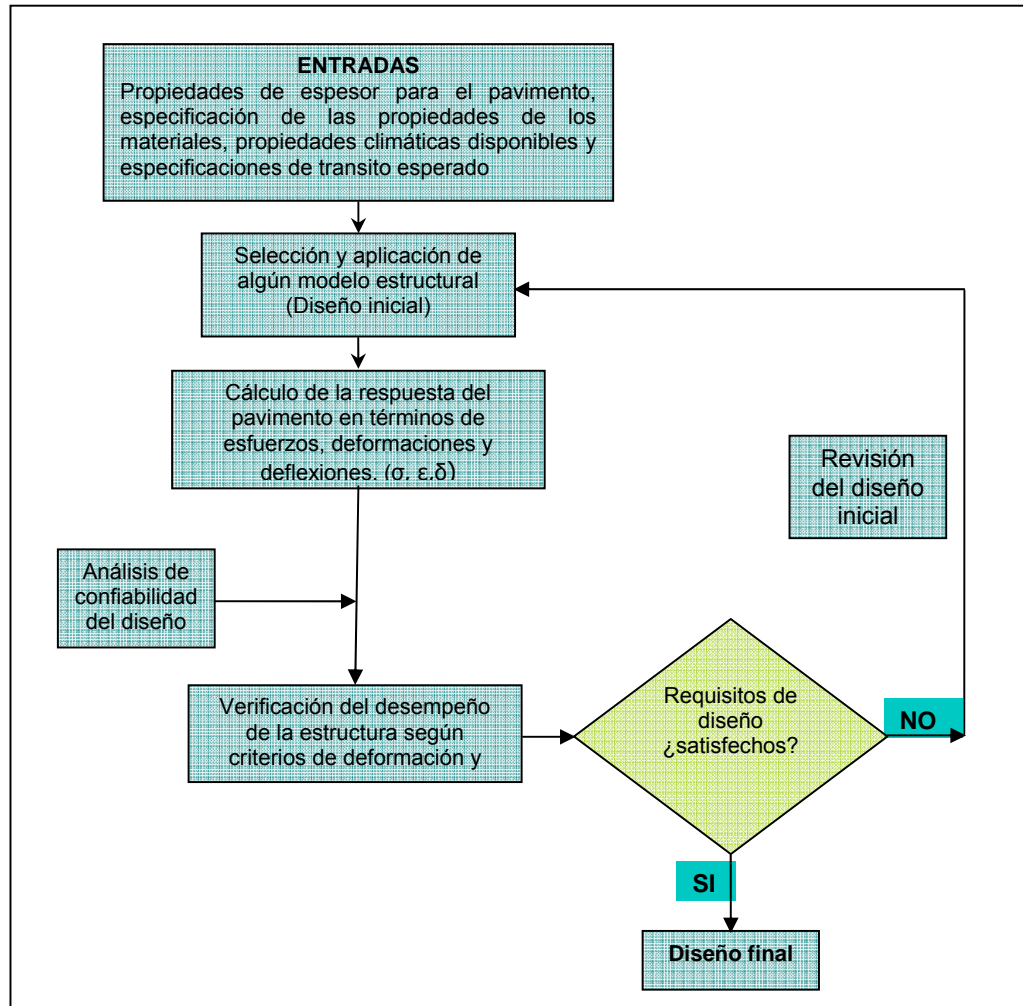 ENTRADAS
Propiedades de espesor para el pavimento,
especificación de las propiedades de los
materiales, propiedades climáticas disponibles y
especificaciones de transito esperado
Selección y aplicación de
algún modelo estructural
(Diseño inicial)
Cálculo de la respuesta del
pavimento en términos de
esfuerzos, deformaciones y
deflexiones. (σ, ε,δ)
Revisión
del diseño
inicial
Análisis de
confiabilidad
del diseño
Verificación del desempeño
de la estructura según
criterios de deformación y
Requisitos de
diseño
¿satisfechos?
NO
SI
Diseño final